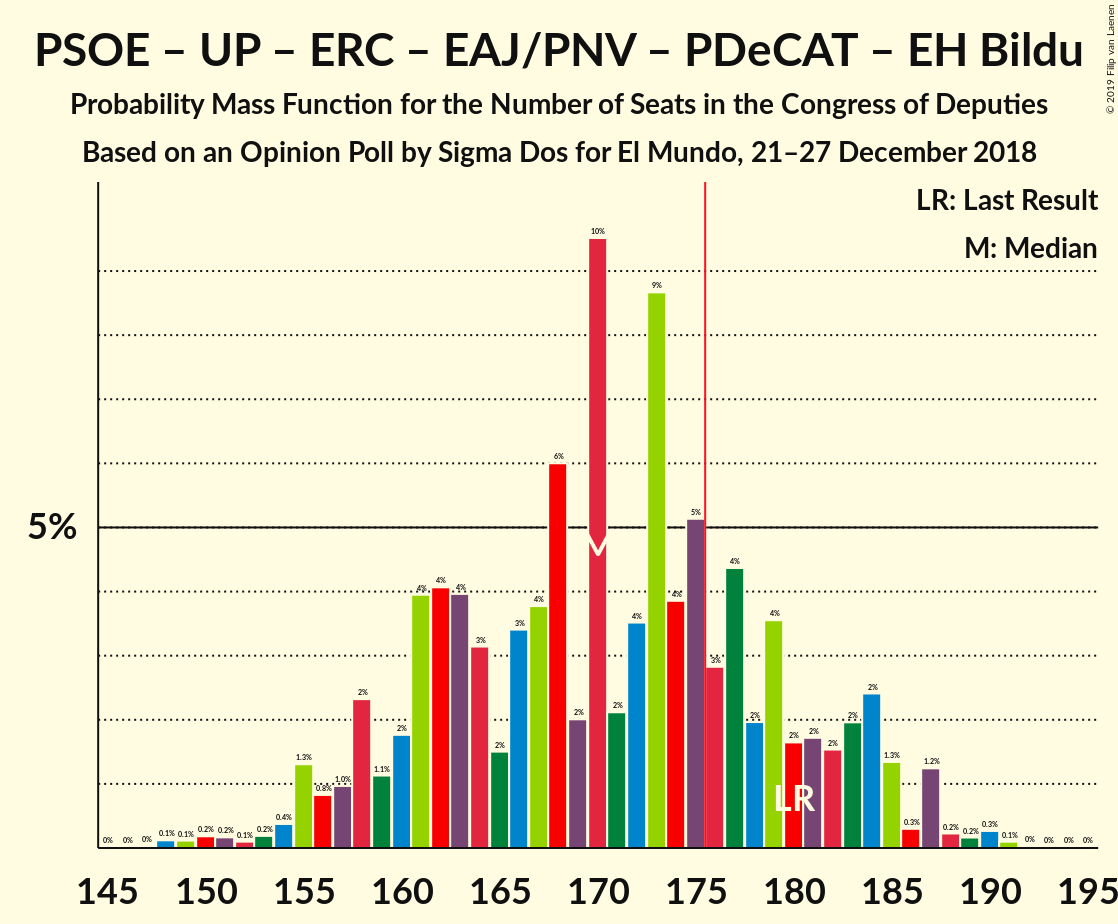 PSOE – UP – ERC – EAJ/PNV – PDeCAT – EH Bildu
Probability Mass Function for the Number of Seats in the Congress of Deputies
Based on an Opinion Poll by Sigma Dos for El Mundo, 21–27 December 2018
© 2019 Filip van Laenen
LR: Last Result
M: Median
5%
0% 0% 0% 0.1% 0.1% 0.2% 0.2% 0.1% 0.2% 0.4% 1.3% 0.8% 1.0% 2% 1.1% 2% 4% 4% 4% 3% 2% 3% 4% 6% 2% 10% 2% 4% 9% 4% 5% 3% 4% 2% 4% 2% 2% 2% 2% 2% 1.3% 0.3% 1.2% 0.2% 0.2% 0.3% 0.1% 0% 0% 0% 0%
LR
145 150 155 160 165 170 175 180 185 190 195